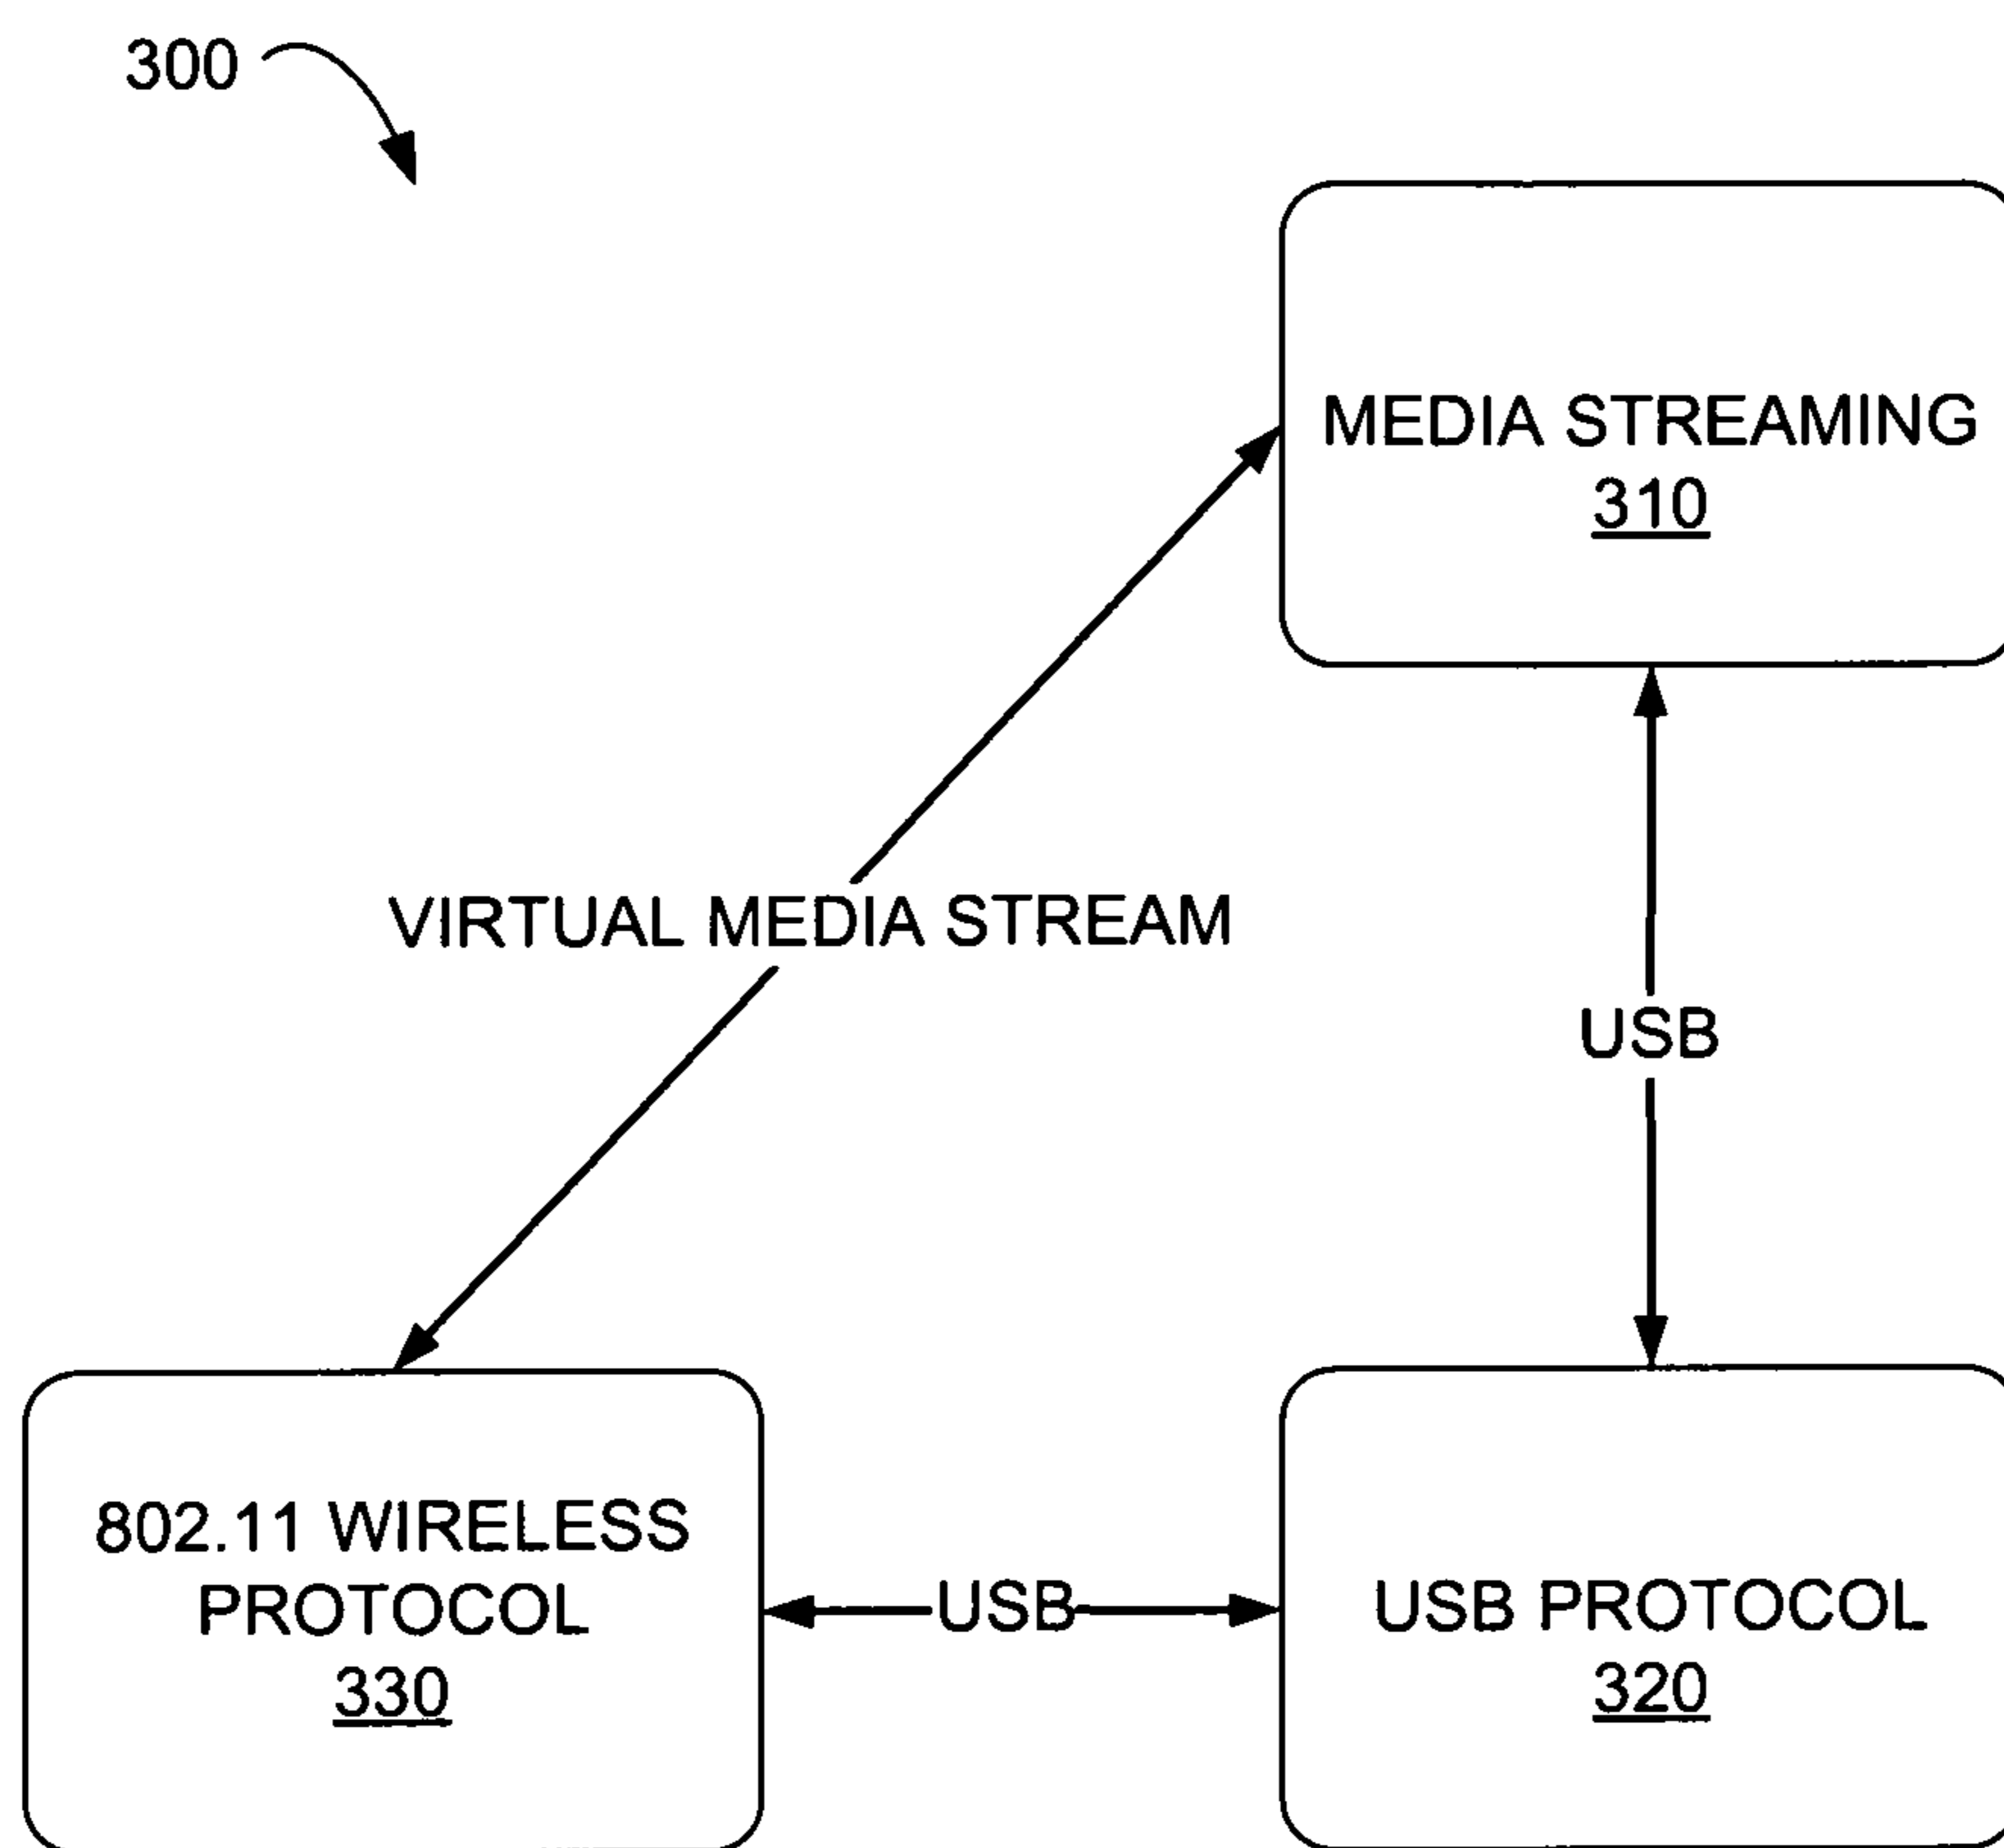 300
MEDIA STREAMING
310
VIRTUAL MEDIA STREAM
USB
802.11 WIRELESS
PROTOCOL
330
USB
USB PROTOCOL
320